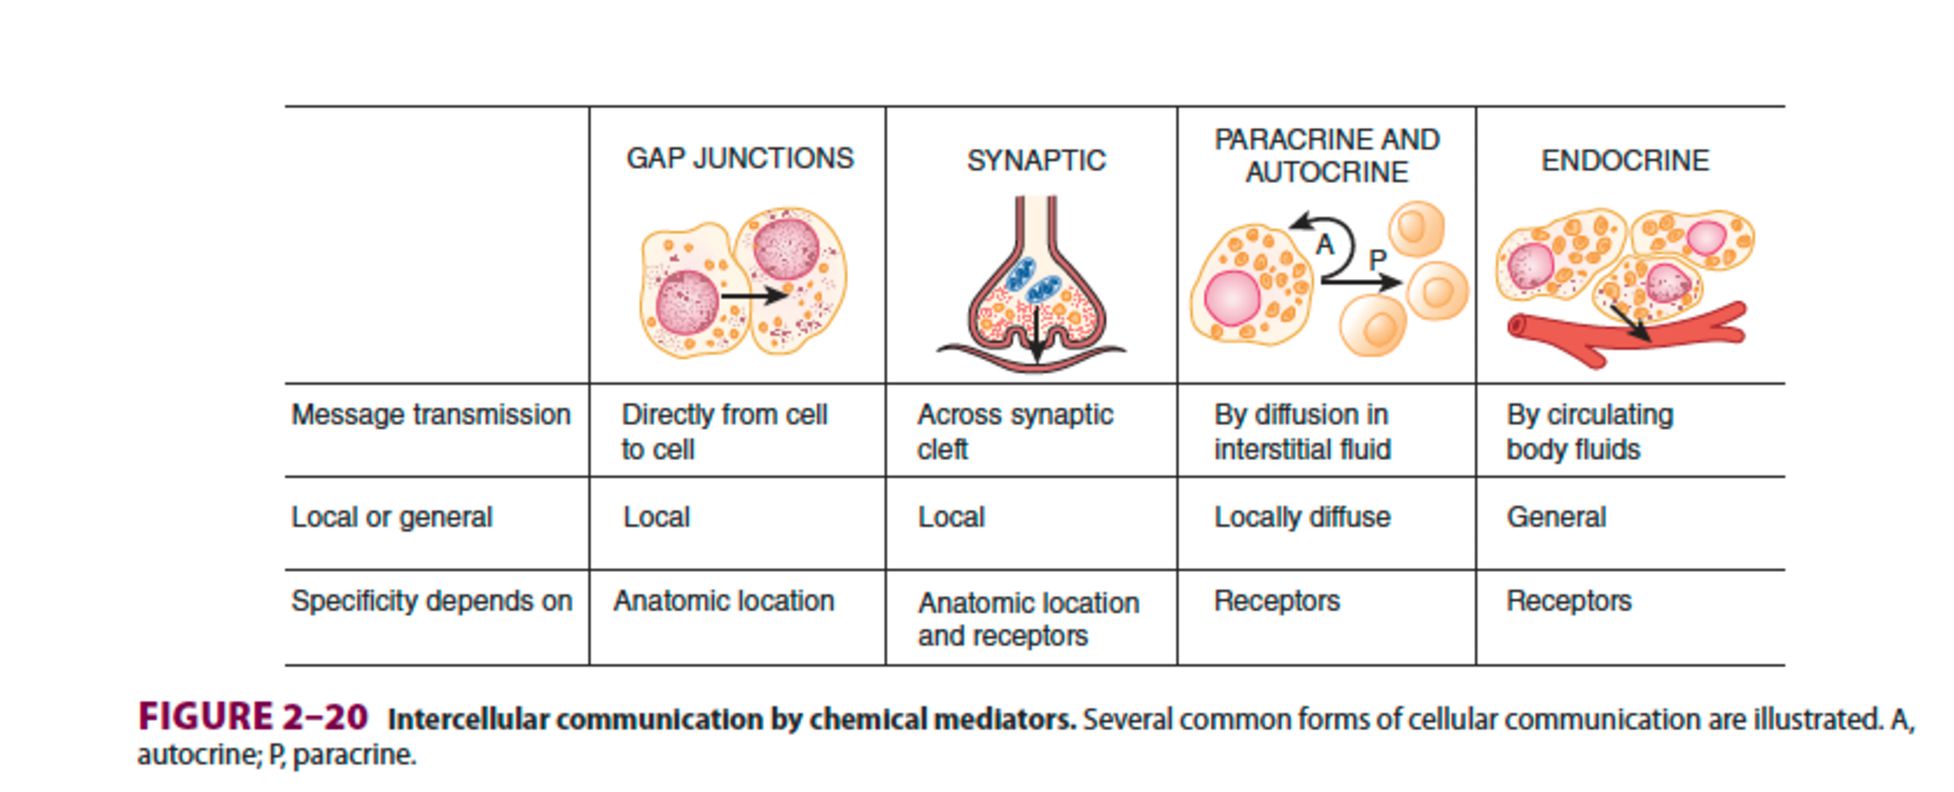 GAP JUNCTIONS
SYNAPTIC
PARACRINE AND
AUTOCRINE
ENDOCRINE
A
P
Message transmission
Directly from cell
to cell
Across synaptic
cleft
By diffusion in
interstitial fluid
By circulating
body fluids
Local or general
Local
Local
Locally diffuse
General
Specificity depends on
Anatomic location
Anatomic location
and receptors
Receptors
Receptors
FIGURE 2–20 Intercellular communication by chemical mediators. Several common forms of cellular communication are illustrated. A,
autocrine; P, paracrine.